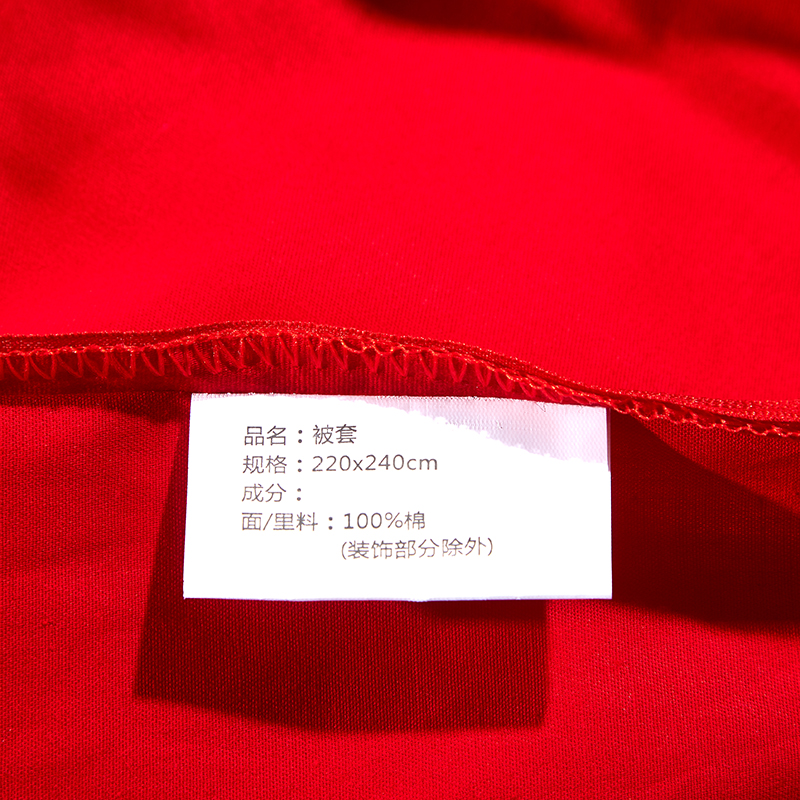 品名：被套
规格：220x240cm
成分：
面/里料：100%棉
(装饰部分除外)